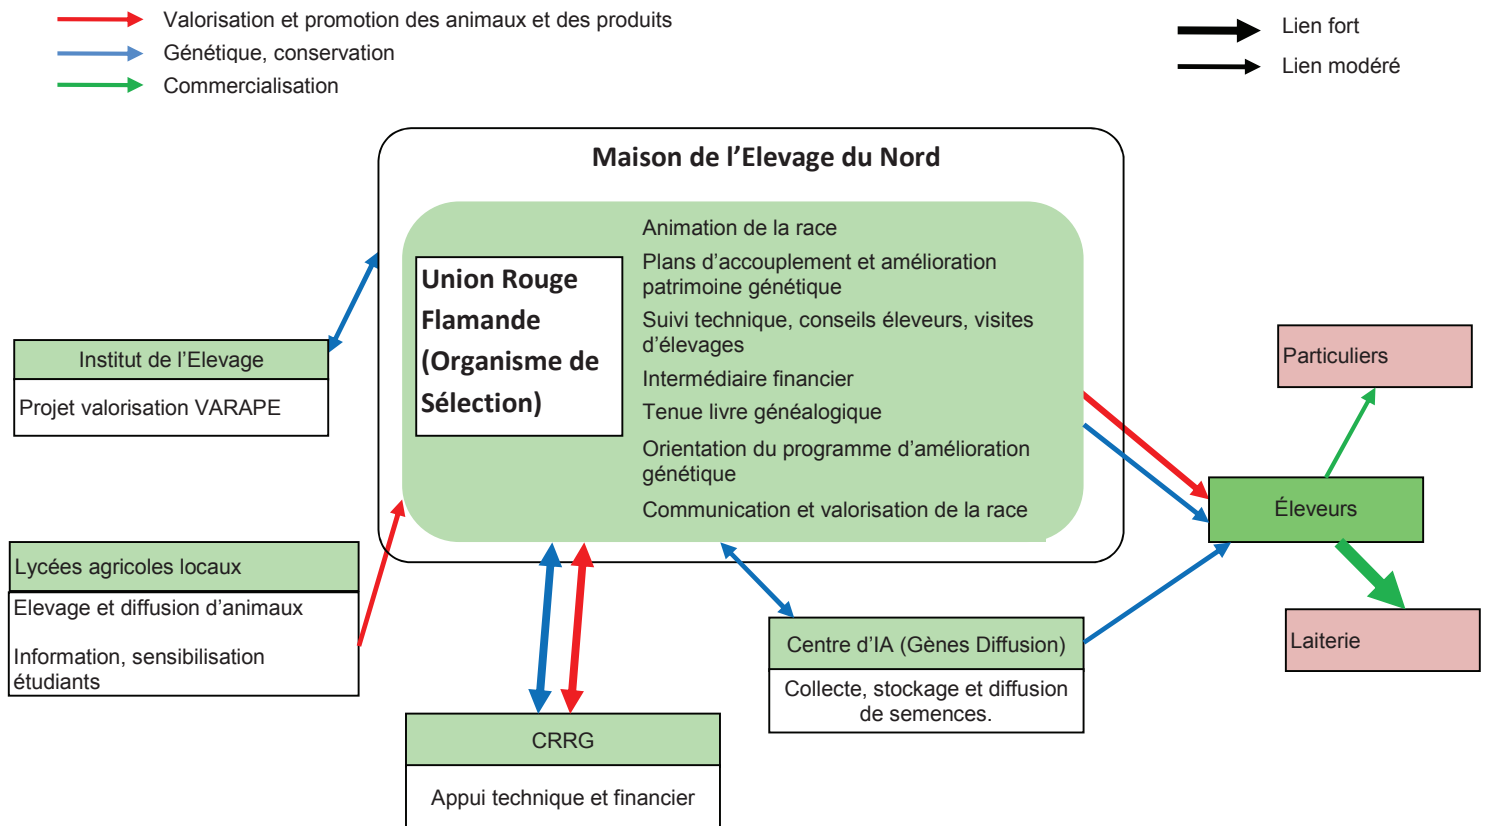 Valorisation et promotion des animaux et des produits
Génétique, conservation
Commercialisation
Lien fort
Lien modéré
Maison de l’Elevage du Nord
Union Rouge
Flamande
(Organisme de
Sélection)
Animation de la race
Plans d’accouplement et amélioration
patrimoine génétique
Suivi technique, conseils éleveurs, visites
d’élevages
Intermédiaire financier
Tenue livre généalogique
Orientation du programme d’amélioration
génétique
Communication et valorisation de la race
Institut de l’Elevage
Projet valorisation VARAPE
Lycées agricoles locaux
Elevage et diffusion d’animaux
Information, sensibilisation
étudiants
CRRG
Appui technique et financier
Centre d’IA (Gènes Diffusion)
Collecte, stockage et diffusion
de semences.
Particuliers
Éleveurs
Laiterie